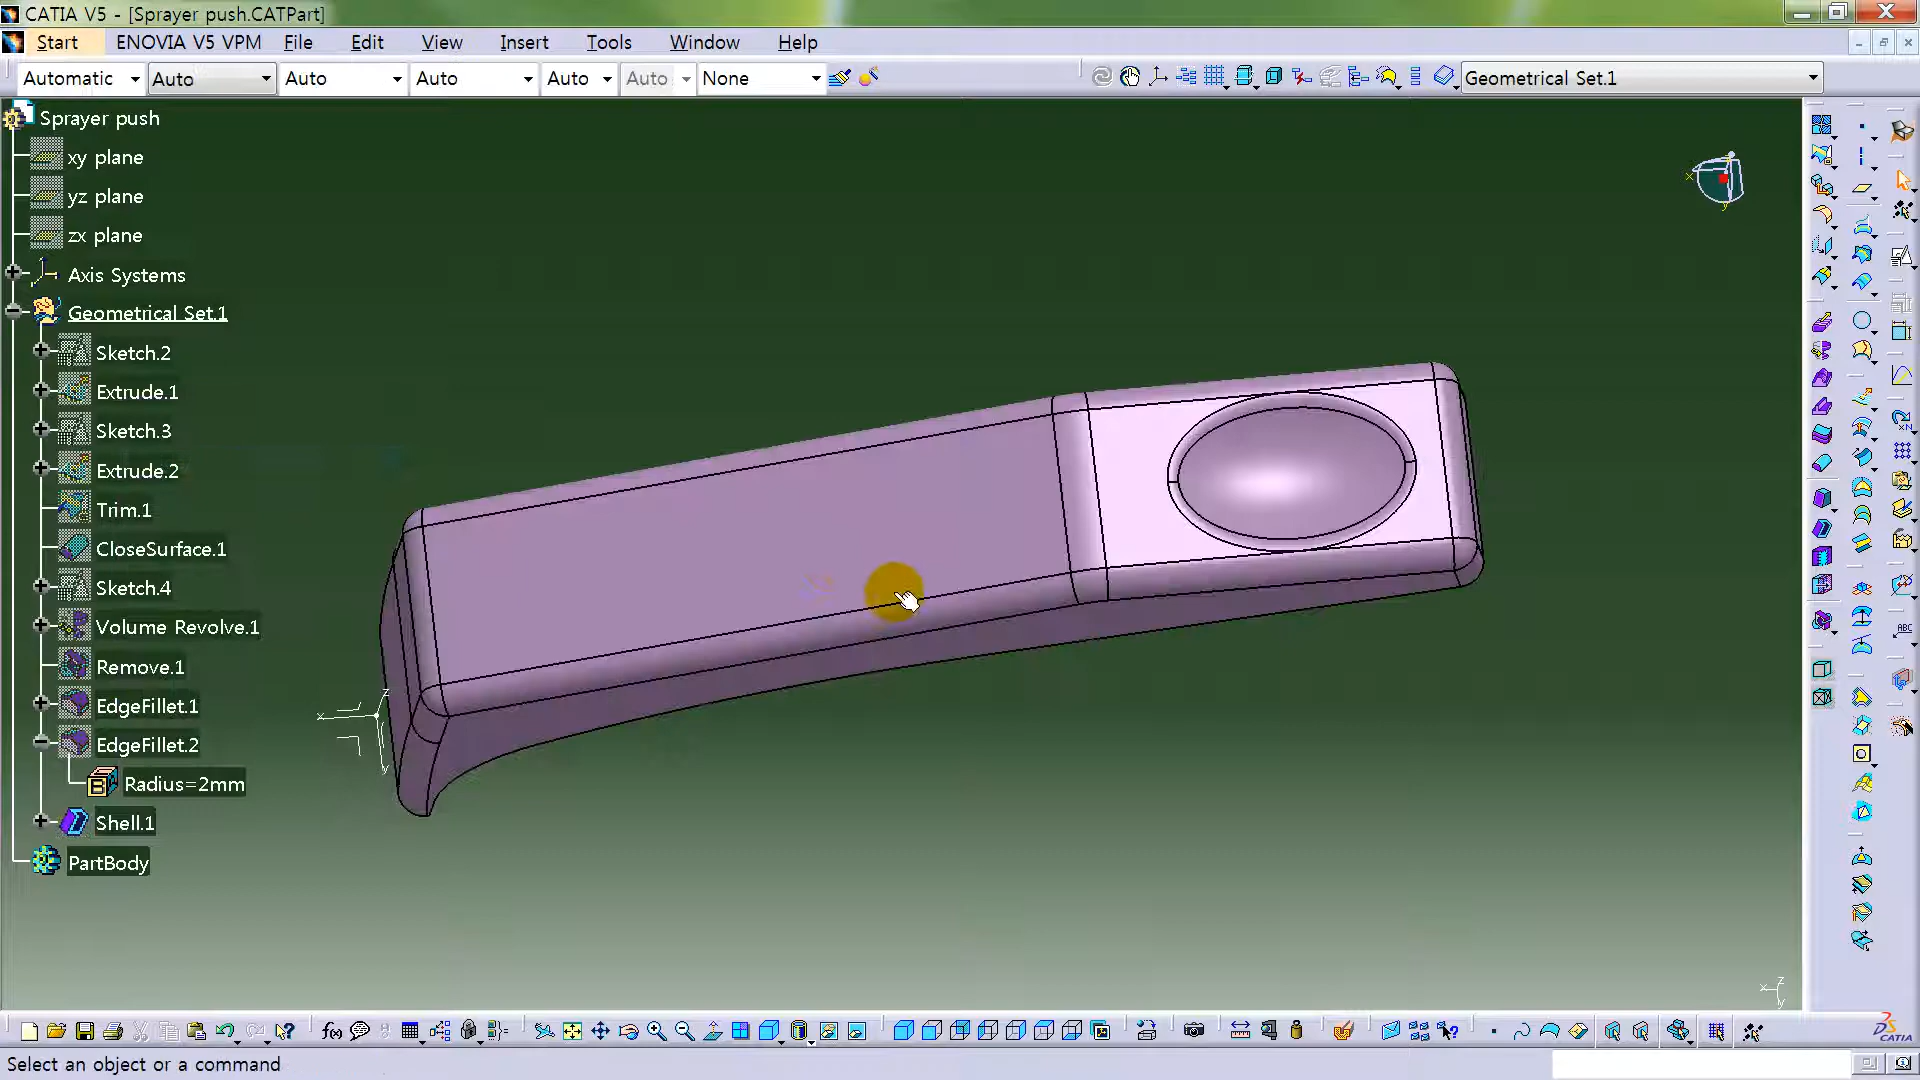 CATIA V5 - [Sprayer push.CATPart]
Start ENOVIA V5 VPM File Edit View Insert Tools Window Help
Automatic Auto Auto Auto Auto Auto None Geometrical Set.1
Sprayer push
xy plane
yz plane
zx plane
Axis Systems
Geometrical Set.1
Sketch.2
Extrude.1
Sketch.3
Extrude.2
Trim.1
CloseSurface.1
Sketch.4
Volume Revolve.1
Remove.1
EdgeFillet.1
EdgeFillet.2
Radius=2mm
Shell.1
PartBody
x
y
x
z
y
x
z
y
ABC
f(x)
CATIA
Select an object or a command